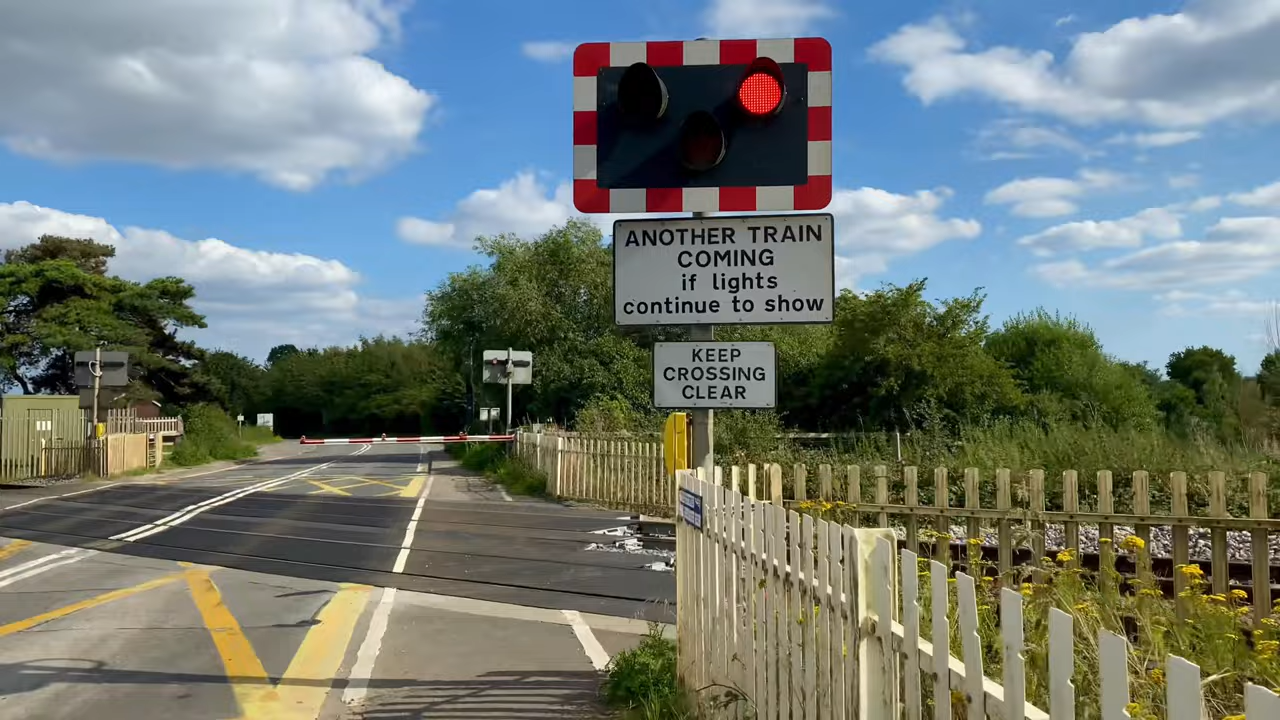 ANOTHER TRAIN
COMING
if lights
continue to show
KEEP
CROSSING
CLEAR